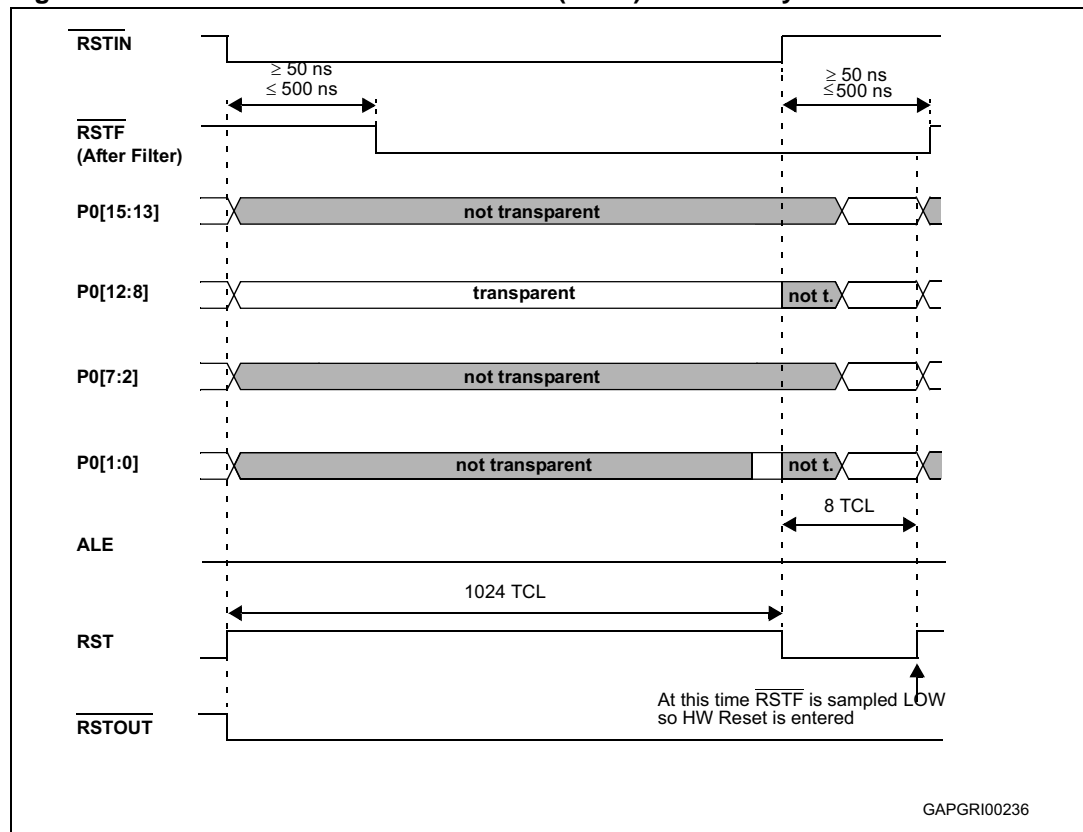 RSTIN
≥ 50 ns
≤ 500 ns
≥ 50 ns
≤500 ns
RSTF
(After Filter)
P0[15:13]
not transparent
P0[12:8]
transparent
not t.
P0[7:2]
not transparent
P0[1:0]
not transparent
not t.
8 TCL
ALE
1024 TCL
RST
At this time RSTF is sampled LOW
so HW Reset is entered
RSTOUT
GAPGRI00236